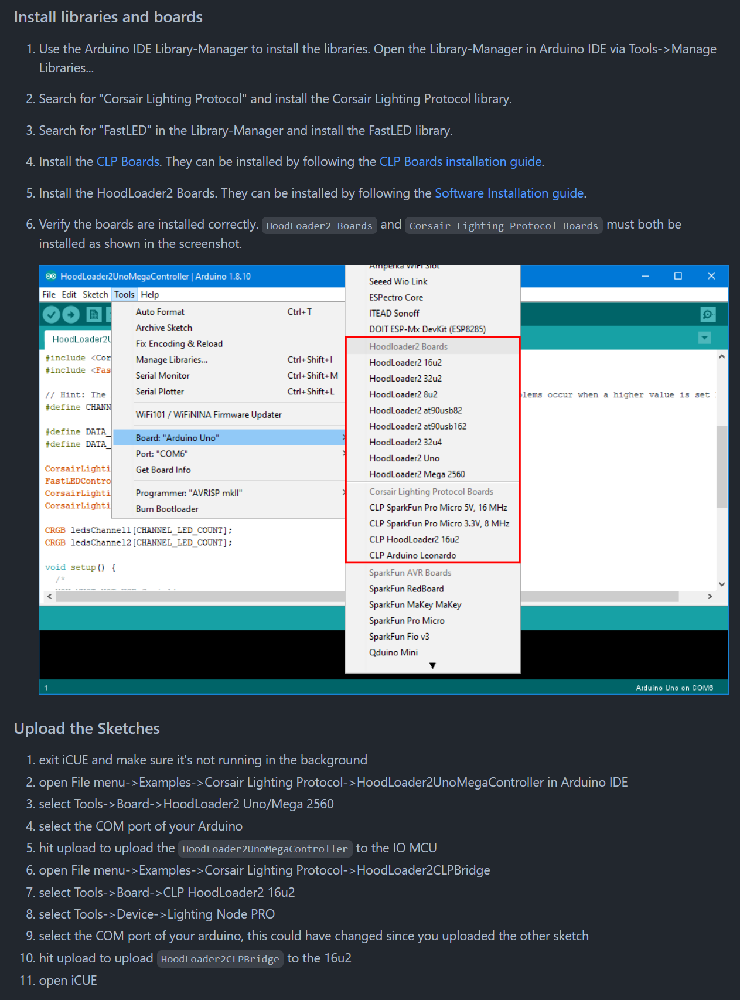 Install libraries and boards
1. Use the Arduino IDE Library-Manager to install the libraries. Open the Library-Manager in Arduino IDE via Tools->Manage
Libraries...
2. Search for "Corsair Lighting Protocol" and install the Corsair Lighting Protocol library.
3. Search for "FastLED" in the Library-Manager and install the FastLED library.
4. Install the CLP Boards. They can be installed by following the CLP Boards installation guide.
5. Install the HoodLoader2 Boards. They can be installed by following the Software Installation guide.
6. Verify the boards are installed correctly. HoodLoader2 Boards and Corsair Lighting Protocol Boards must both be
installed as shown in the screenshot.
HoodLoader2UnoMegaController | Arduino 1.8.10
File Edit Sketch Tools Help
HoodLoader2U
#include <Cor
#include <Fas
// Hint: The
#define CHANN
#define DATA_
#define DATA_
CorsairLighti
FastLEDContro
CorsairLighti
CorsairLighti
CRGB ledsChannel1[CHANNEL_LED_COUNT];
CRGB ledsChannel2[CHANNEL_LED_COUNT];
void setup() {
/*
Auto Format Ctrl+T
Archive Sketch
Fix Encoding & Reload
Manage Libraries... Ctrl+Shift+I
Serial Monitor Ctrl+Shift+M
Serial Plotter Ctrl+Shift+L
WiFi101 / WiFiNINA Firmware Updater
Board: "Arduino Uno"
Port: "COM6"
Get Board Info
Programmer: "AVRISP mkII"
Burn Bootloader
Amperka WiFi Slot
Seeed Wio Link
ESPectro Core
ITEAD Sonoff
DOIT ESP-Mx DevKit (ESP8285)
Hoodloader2 Boards
HoodLoader2 16u2
HoodLoader2 32u2
HoodLoader2 8u2
HoodLoader2 at90usb82
HoodLoader2 at90usb162
HoodLoader2 32u4
HoodLoader2 Uno
HoodLoader2 Mega 2560
Corsair Lighting Protocol Boards
CLP SparkFun Pro Micro 5V, 16 MHz
CLP SparkFun Pro Micro 3.3V, 8 MHz
CLP HoodLoader2 16u2
CLP Arduino Leonardo
SparkFun AVR Boards
SparkFun RedBoard
SparkFun MaKey MaKey
SparkFun Pro Micro
SparkFun Fio v3
Qduino Mini
lems occur when a higher value is set
1
Arduino Uno on COM6
Upload the Sketches
1. exit iCUE and make sure it's not running in the background
2. open File menu->Examples->Corsair Lighting Protocol->HoodLoader2UnoMegaController in Arduino IDE
3. select Tools->Board->HoodLoader2 Uno/Mega 2560
4. select the COM port of your Arduino
5. hit upload to upload the HoodLoader2UnoMegaController to the IO MCU
6. open File menu->Examples->Corsair Lighting Protocol->HoodLoader2CLPBridge
7. select Tools->Board->CLP HoodLoader2 16u2
8. select Tools->Device->Lighting Node PRO
9. select the COM port of your arduino, this could have changed since you uploaded the other sketch
10. hit upload to upload HoodLoader2CLPBridge to the 16u2
11. open iCUE